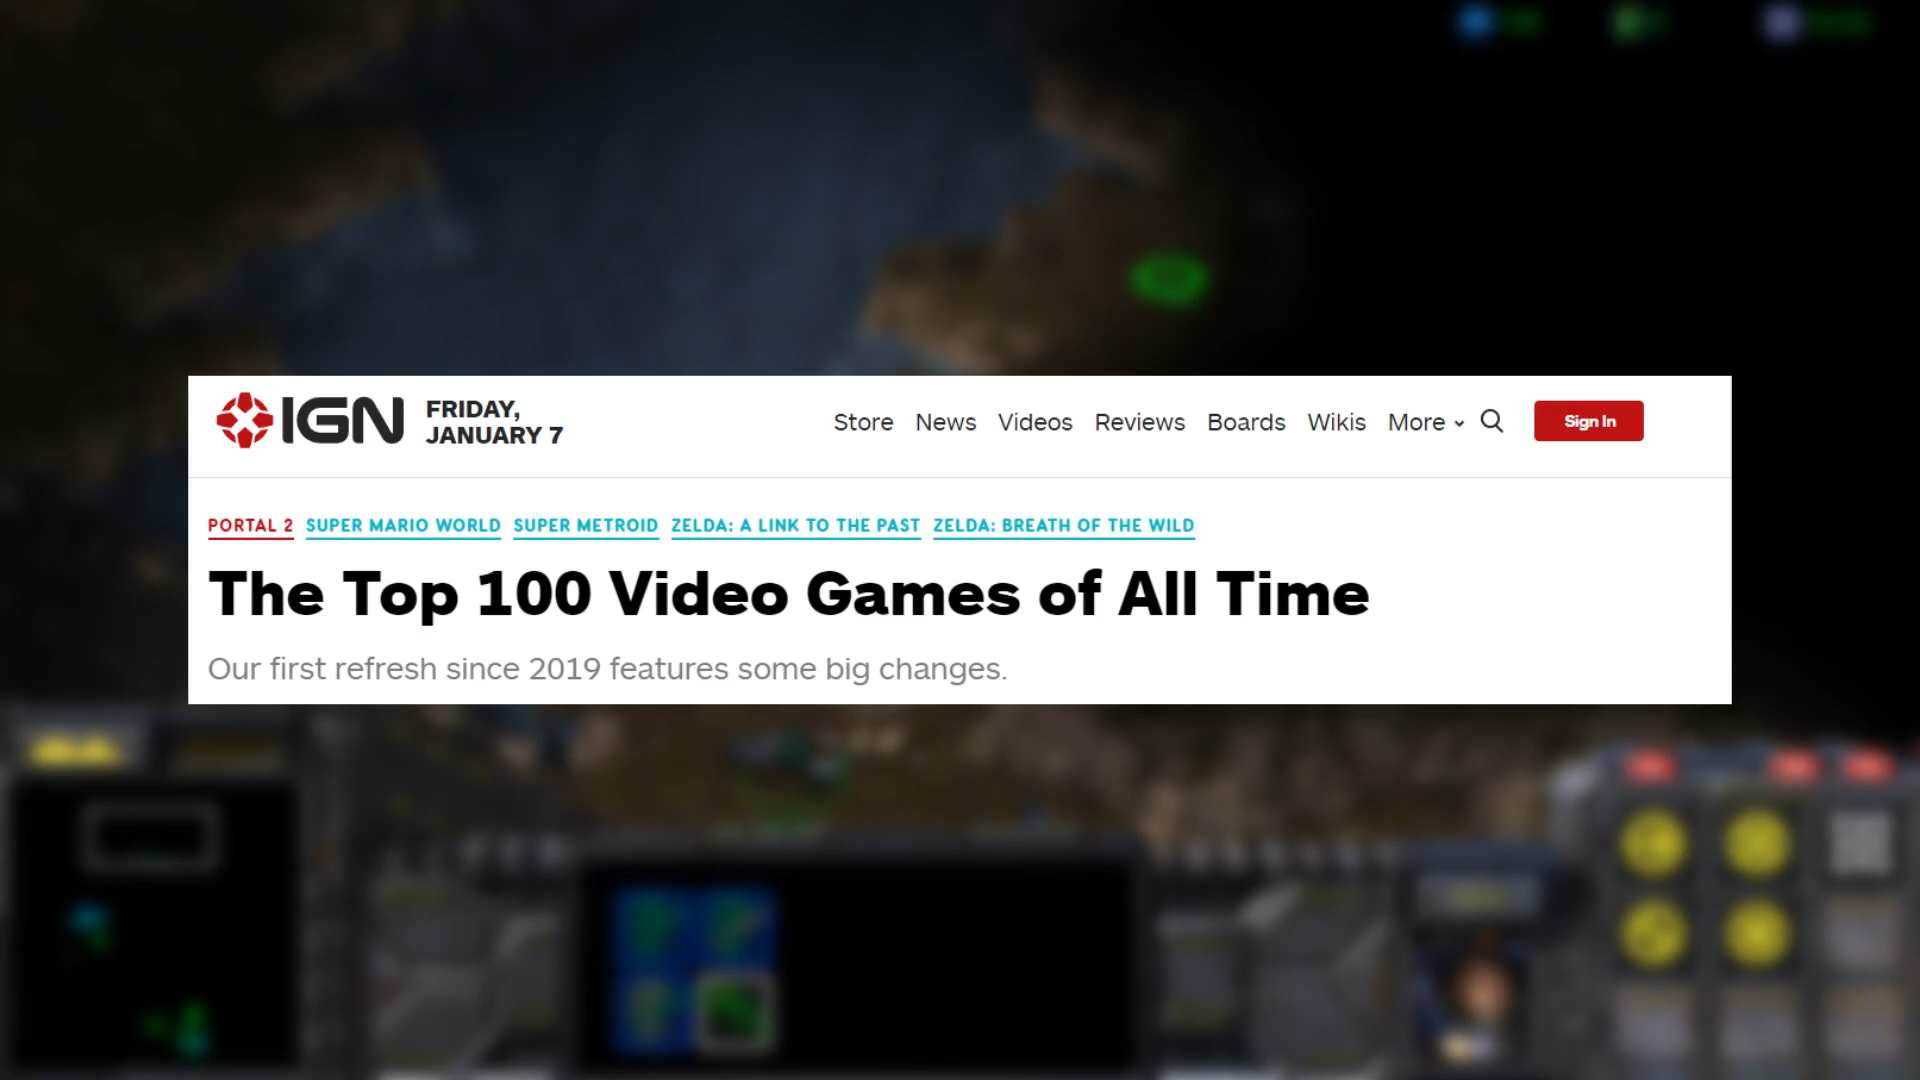 IGN
FRIDAY,
JANUARY 7
Store News Videos Reviews Boards Wikis More Sign In
PORTAL 2 SUPER MARIO WORLD SUPER METROID ZELDA: A LINK TO THE PAST ZELDA: BREATH OF THE WILD
The Top 100 Video Games of All Time
Our first refresh since 2019 features some big changes.